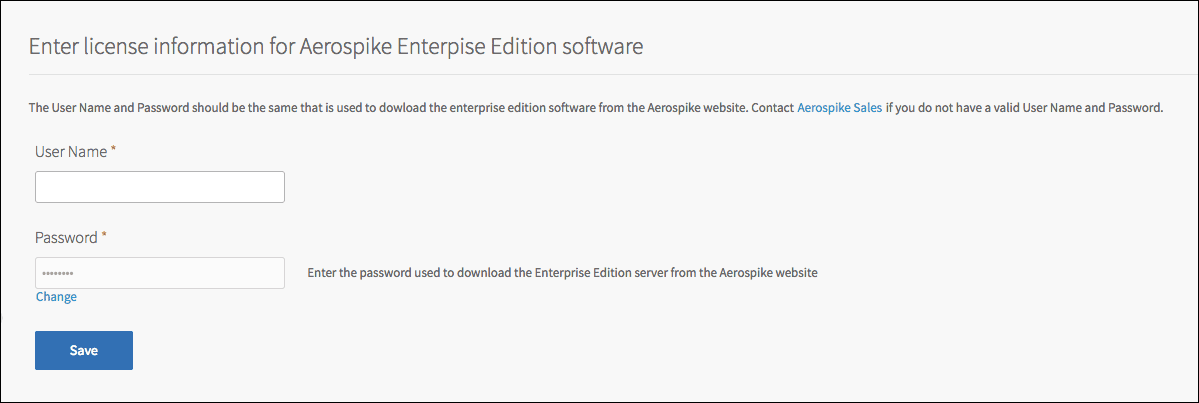 Enter license information for Aerospike Enterpise Edition software
The User Name and Password should be the same that is used to dowload the enterprise edition software from the Aerospike website. Contact Aerospike Sales if you do not have a valid User Name and Password.
User Name *
Password *
•••••••• Enter the password used to download the Enterprise Edition server from the Aerospike website
Change
Save